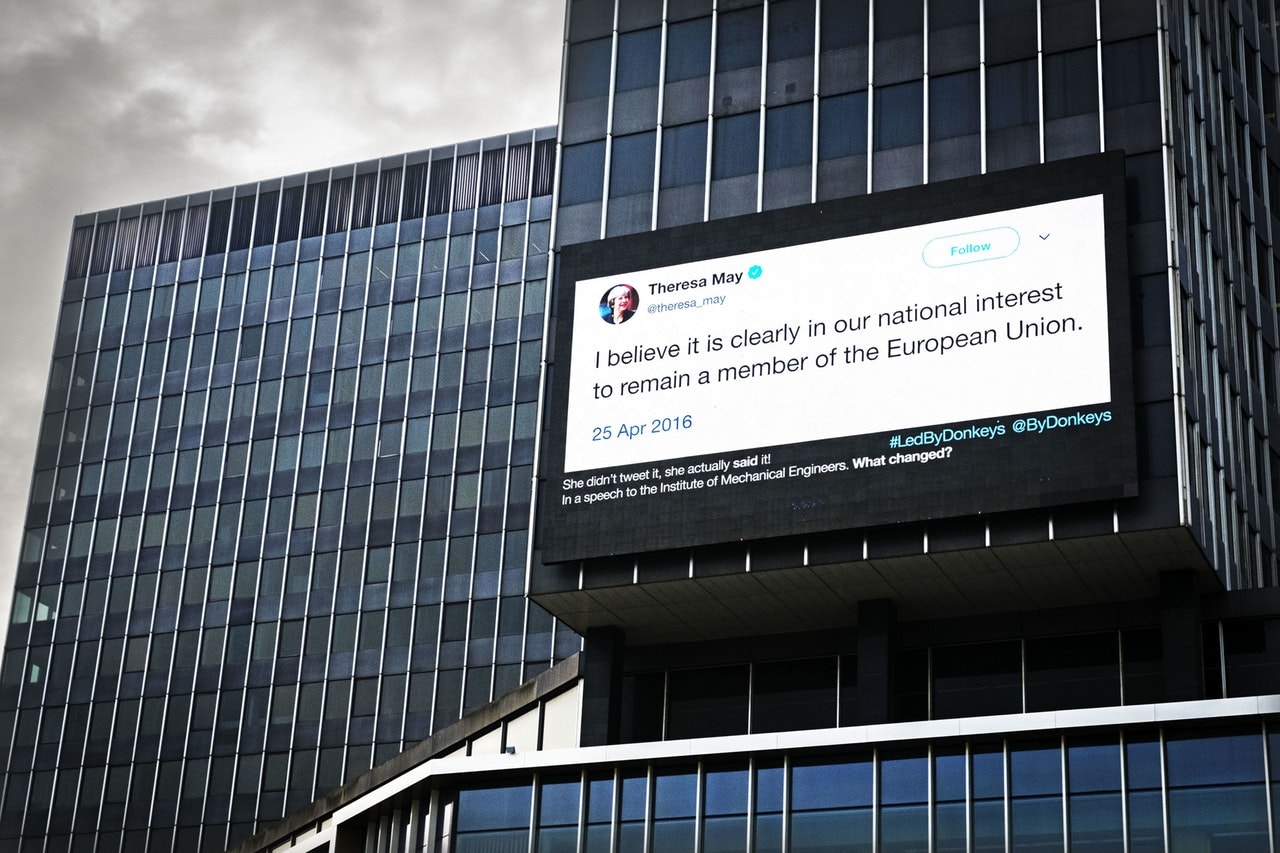 Theresa May
@theresa_may
Follow
I believe it is clearly in our national interest
to remain a member of the European Union.
25 Apr 2016
#LedByDonkeys @ByDonkeys
She didn't tweet it, she actually said it!
In a speech to the Institute of Mechanical Engineers. What changed?